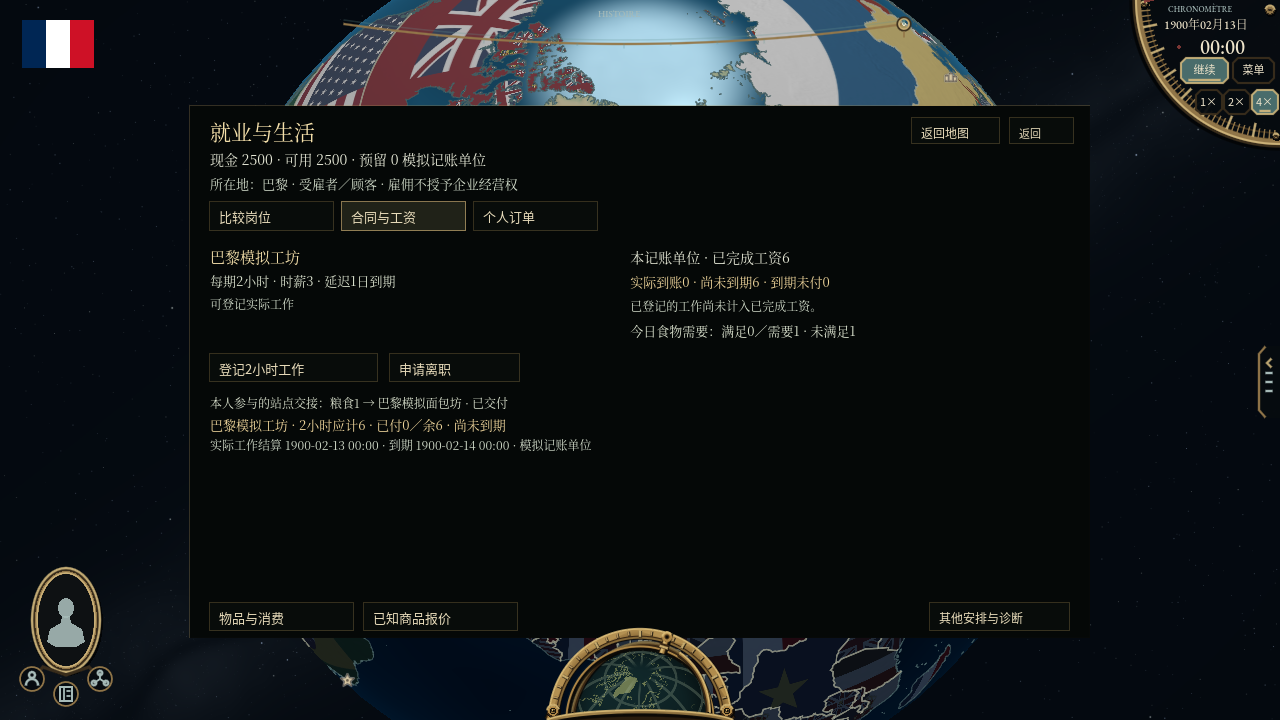 HISTORIA
CHRONOMÈTRE
1900年02月13日
00:00
继续
菜单
1×
2×
4×
就业与生活
返回地图
返回
现金 2500 · 可用 2500 · 预留 0 模拟记账单位
所在地：巴黎 · 受雇者／顾客 · 雇佣不授予企业经营权
比较岗位
合同与工资
个人订单
巴黎模拟工坊
每期2小时 · 时薪3 · 延迟1日到期
可登记实际工作
本记账单位 · 已完成工资6
实际到账0 · 尚未到期6 · 到期未付0
已登记的工作尚未计入已完成工资。
今日食物需要：满足0／需要1 · 未满足1
登记2小时工作
申请离职
本人参与的站点交接：粮食1 → 巴黎模拟面包坊 · 已交付
巴黎模拟工坊 · 2小时应计6 · 已付0／余6 · 尚未到期
实际工作结算 1900-02-13 00:00 · 到期 1900-02-14 00:00 · 模拟记账单位
物品与消费
已知商品报价
其他安排与诊断